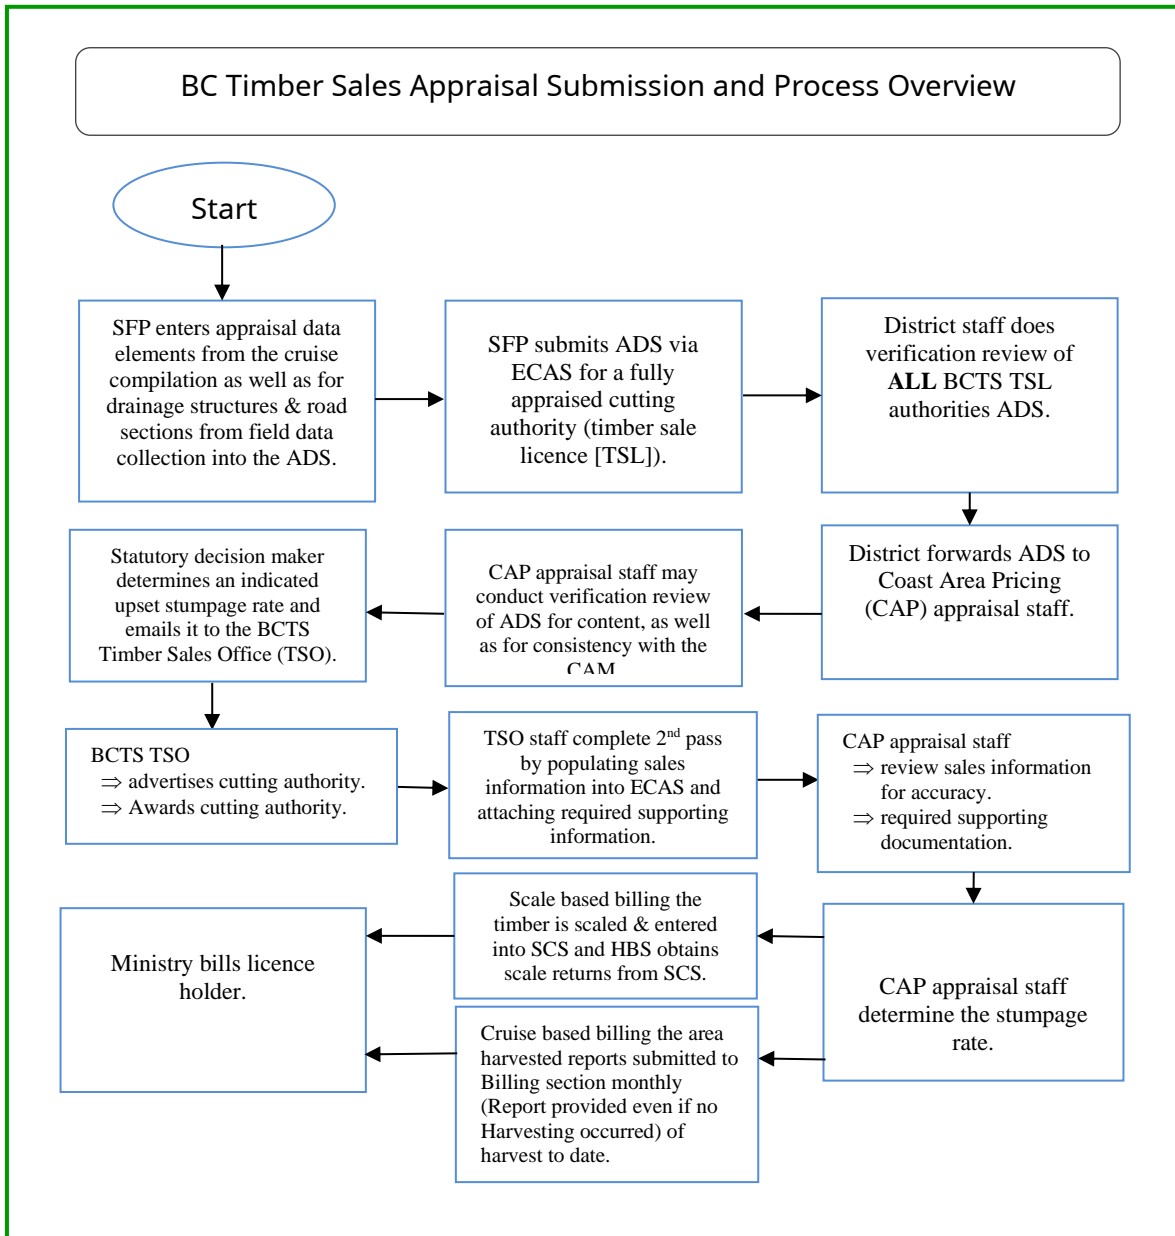 BC Timber Sales Appraisal Submission and Process Overview
Start
SFP enters appraisal data
elements from the cruise
compilation as well as for
drainage structures & road
sections from field data
collection into the ADS.
SFP submits ADS via
ECAS for a fully
appraised cutting
authority (timber sale
licence [TSL]).
District staff does
verification review of
ALL BCTS TSL
authorities ADS.
District forwards ADS to
Coast Area Pricing
(CAP) appraisal staff.
CAP appraisal staff may
conduct verification review
of ADS for content, as well
as for consistency with the
CAM
Statutory decision maker
determines an indicated
upset stumpage rate and
emails it to the BCTS
Timber Sales Office (TSO).
BCTS TSO
⇒ advertises cutting authority.
⇒ Awards cutting authority.
TSO staff complete 2nd pass
by populating sales
information into ECAS and
attaching required supporting
information.
CAP appraisal staff
⇒ review sales information
for accuracy.
⇒ required supporting
documentation.
CAP appraisal staff
determine the stumpage
rate.
Scale based billing the
timber is scaled & entered
into SCS and HBS obtains
scale returns from SCS.
Cruise based billing the area
harvested reports submitted to
Billing section monthly
(Report provided even if no
Harvesting occurred) of
harvest to date.
Ministry bills licence
holder.